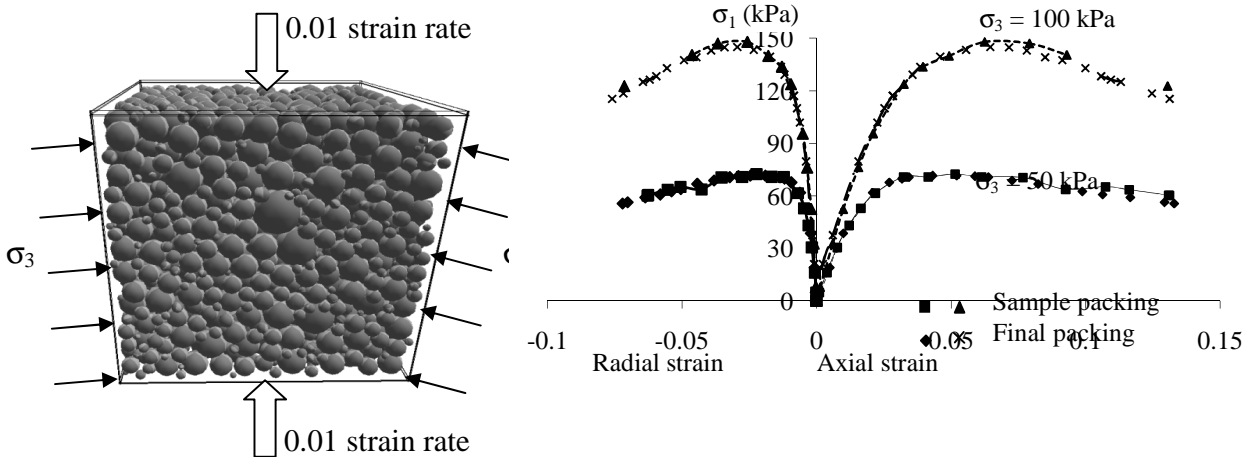 0.01 strain rate
σ3
0.01 strain rate
σ1 (kPa)
σ3 = 100 kPa
150
120
90
σ3 = 50 kPa
60
30
0
Sample packing
Final packing
-0.1
-0.05
0
0.05
0.1
0.15
Radial strain
Axial strain